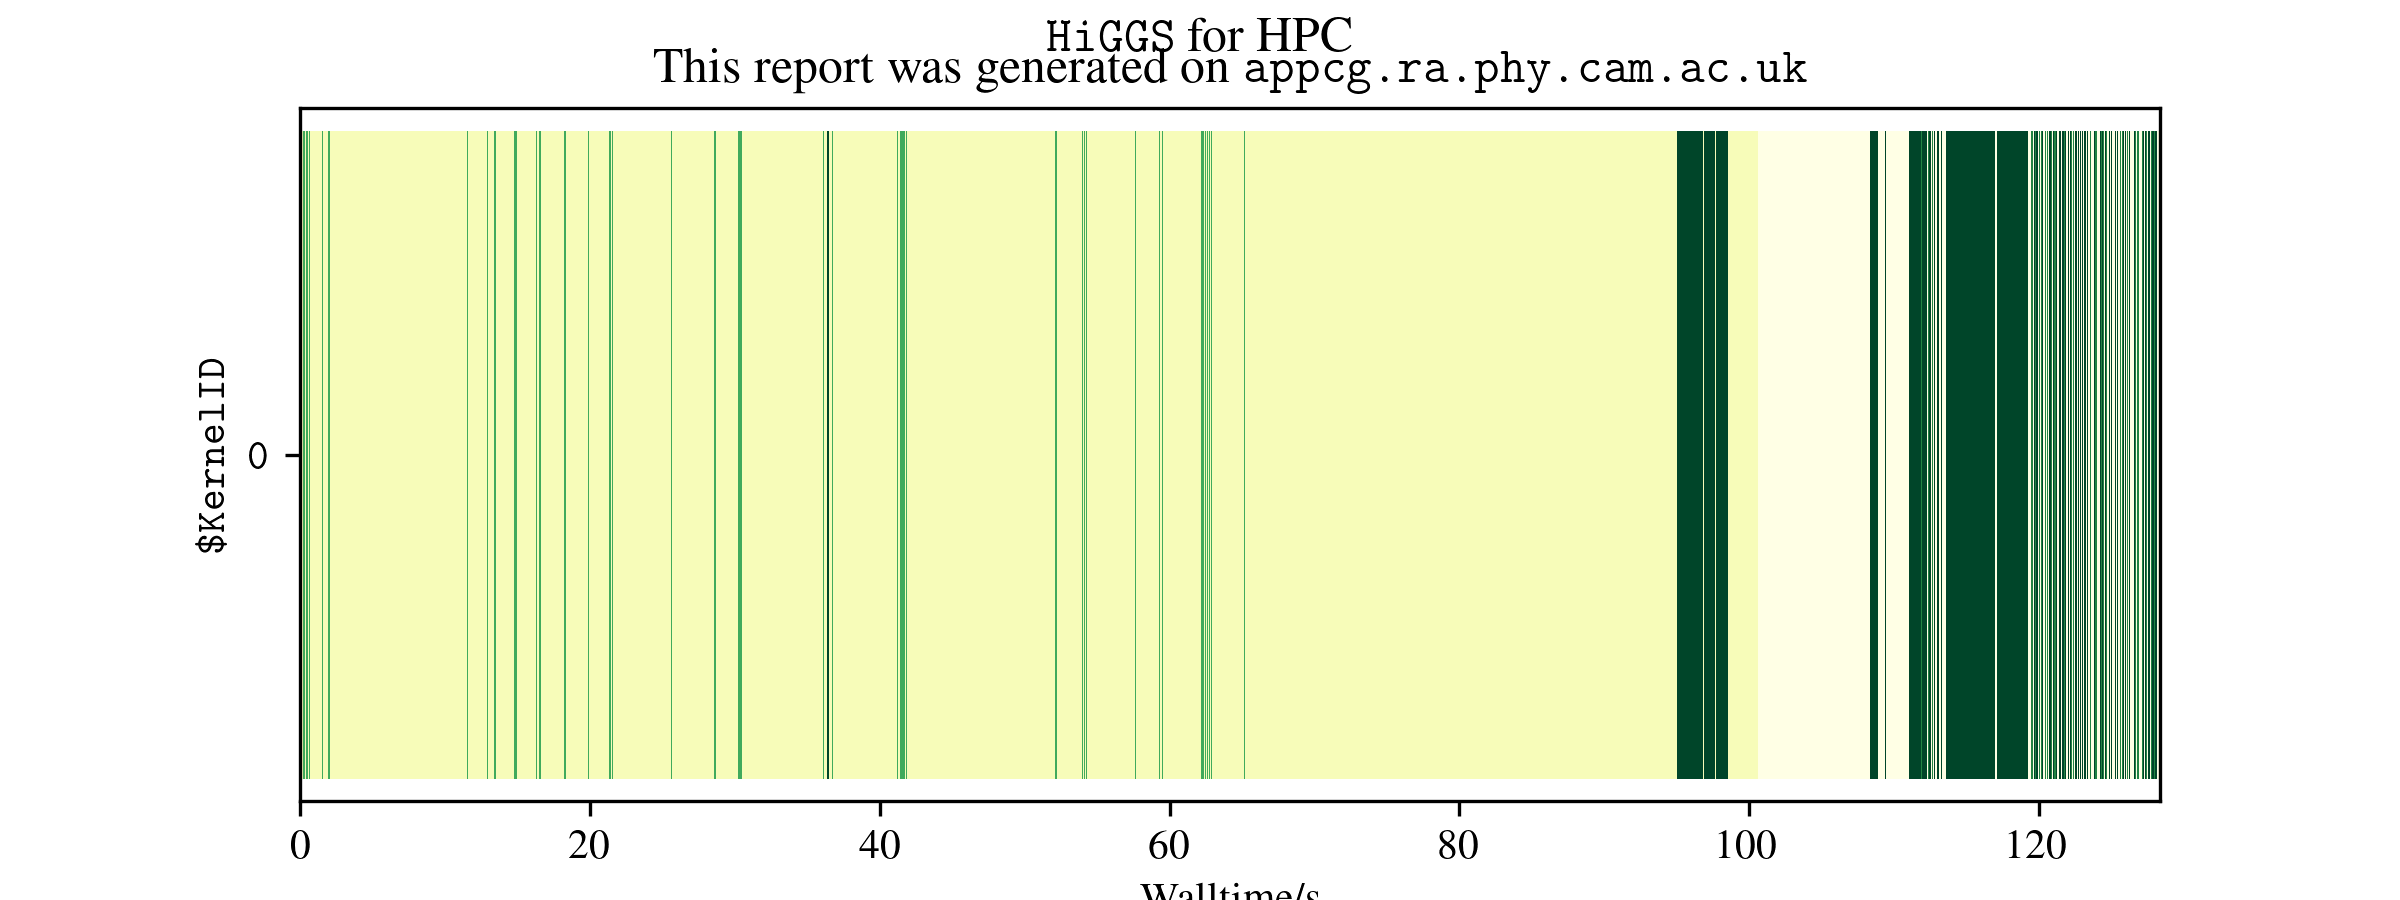 HiGGS for HPC
This report was generated on appcg.ra.phy.cam.ac.uk
$KernelID
0
0 20 40 60 80 100 120
Walltime/s